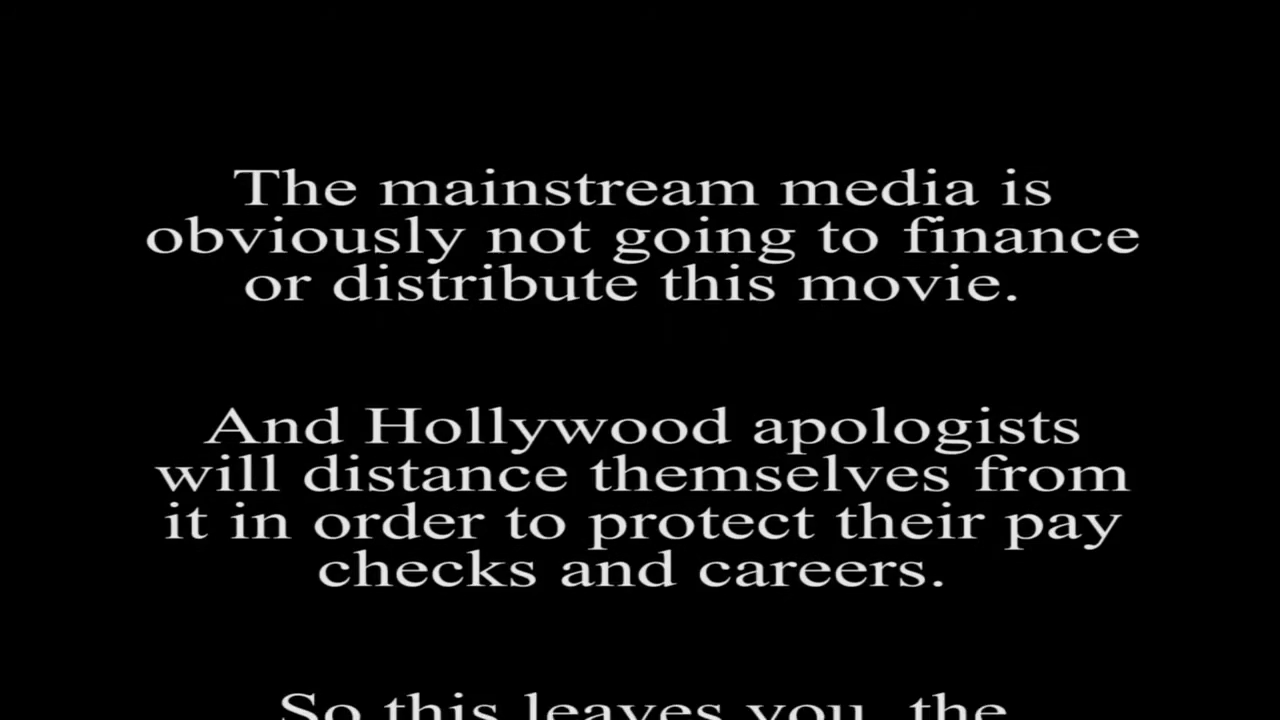 The mainstream media is
obviously not going to finance
or distribute this movie.
And Hollywood apologists
will distance themselves from
it in order to protect their pay
checks and careers.
So this leaves you, the